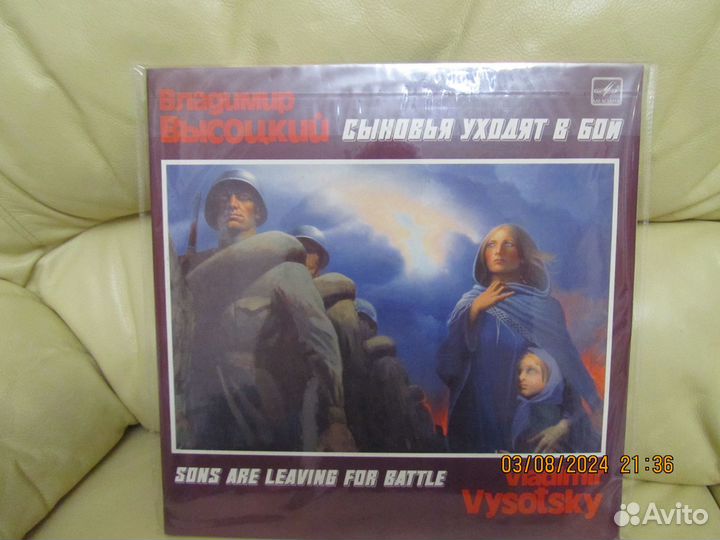 Владимир
Высоцкий
СЫНОВЬЯ УХОДЯТ В БОЙ
SONS ARE LEAVING FOR BATTLE
Vladimir
Vysotsky
03/08/2024 21:36
Avito